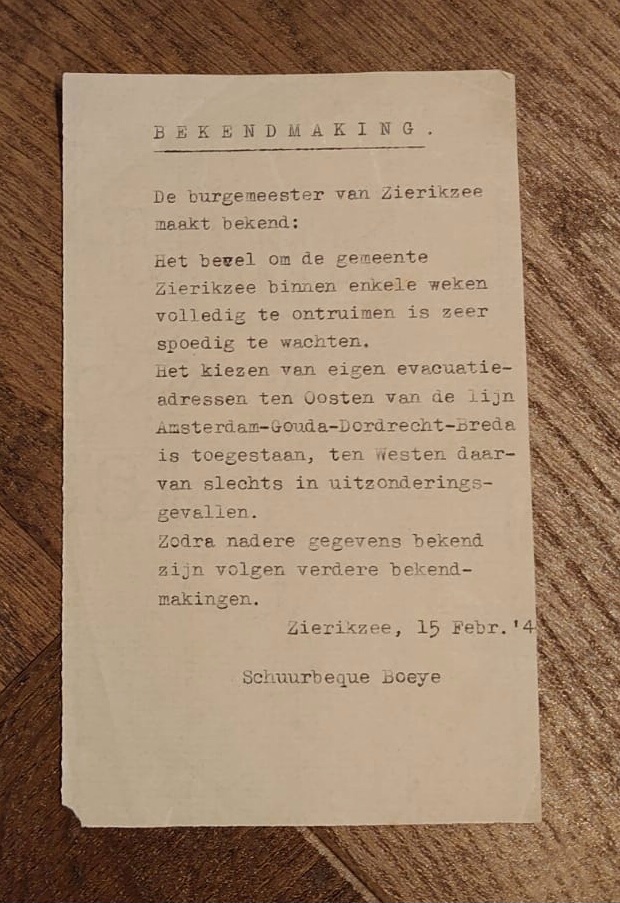 BEKENDMAKING.
De burgemeester van Zierikzee
maakt bekend:
Het bevel om de gemeente
Zierikzee binnen enkele weken
volledig te ontruimen is zeer
spoedig te wachten.
Het kiezen van eigen evacuatie-
adressen ten Oosten van de lijn
Amsterdam-Gouda-Dordrecht-Breda
is toegestaan, ten Westen daar-
van slechts in uitzonderings-
gevallen.
Zodra nadere gegevens bekend
zijn volgen verdere bekend-
makingen.
Zierikzee, 15 Febr.'4
Schuurbeque Boeye